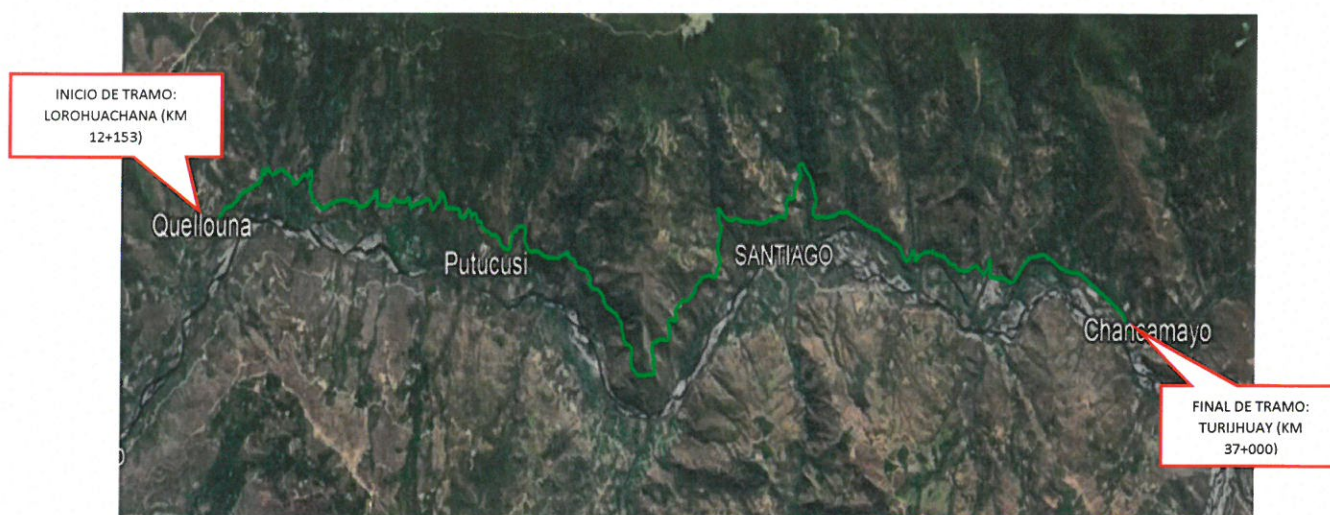 INICIO DE TRAMO:
LOROHUACHANA (KM
12+153)
Quellouna
Putucusi
SANTIAGO
Chancamayo
FINAL DE TRAMO:
TURIJHUAY (KM
37+000)